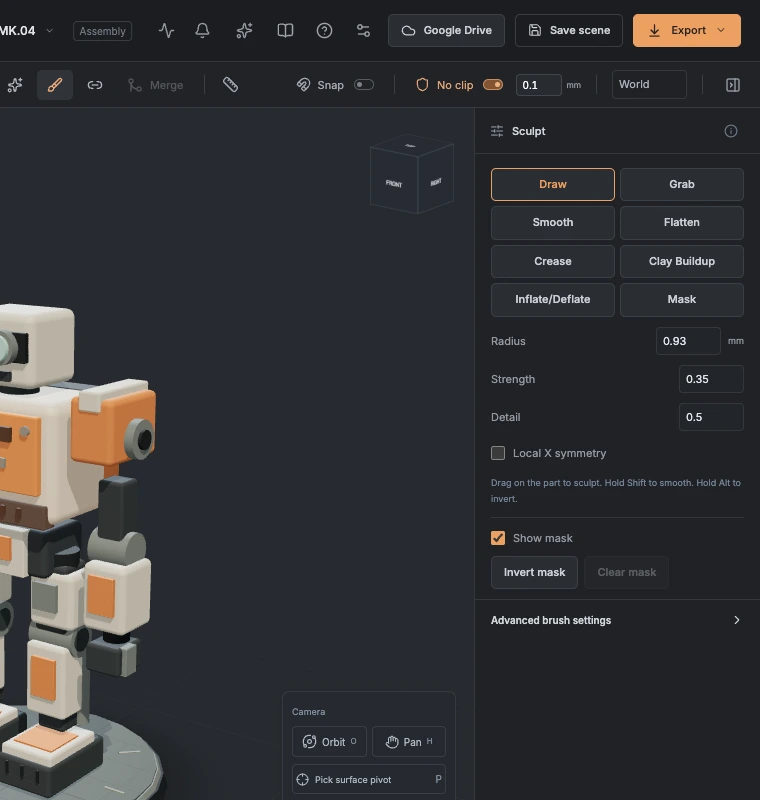 MK.04 Assembly Google Drive Save scene Export
Merge Snap No clip 0.1 mm World
Sculpt
FRONT RIGHT
Draw Grab
Smooth Flatten
Crease Clay Buildup
Inflate/Deflate Mask
Radius 0.93 mm
Strength 0.35
Detail 0.5
Local X symmetry
Drag on the part to sculpt. Hold Shift to smooth. Hold Alt to
invert.
Show mask
Invert mask Clear mask
Advanced brush settings
Camera
Orbit O Pan H
Pick surface pivot P